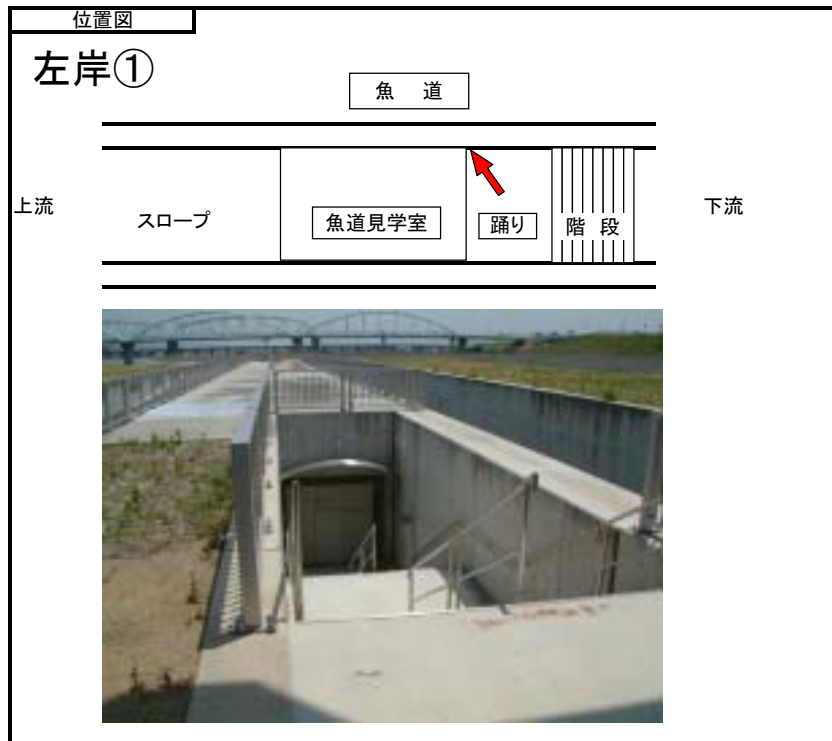 位置図
左岸①
魚 道
上流
スロープ
魚道見学室
踊り
階 段
下流